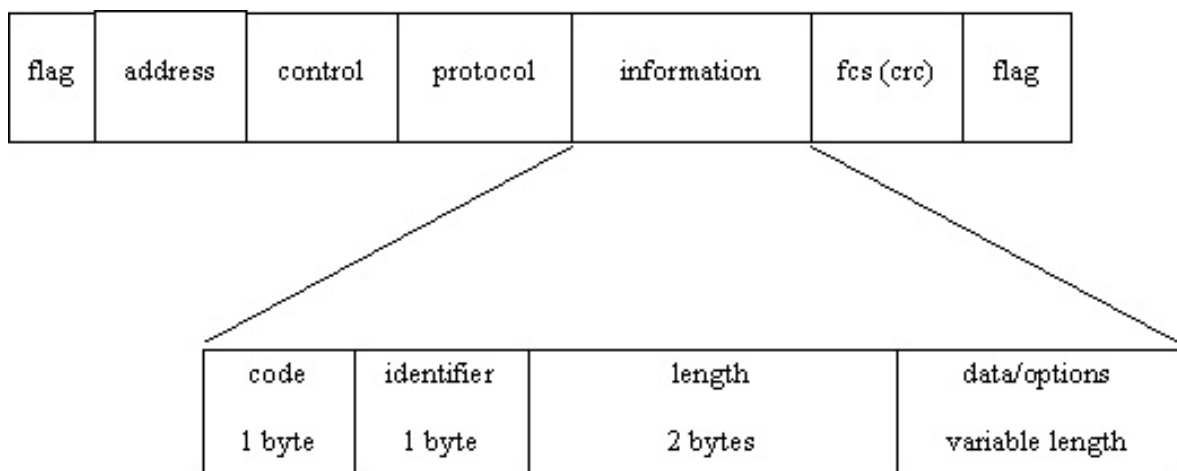 flag address control protocol information fcs (crc) flag
code identifier length data/options
1 byte 1 byte 2 bytes variable length